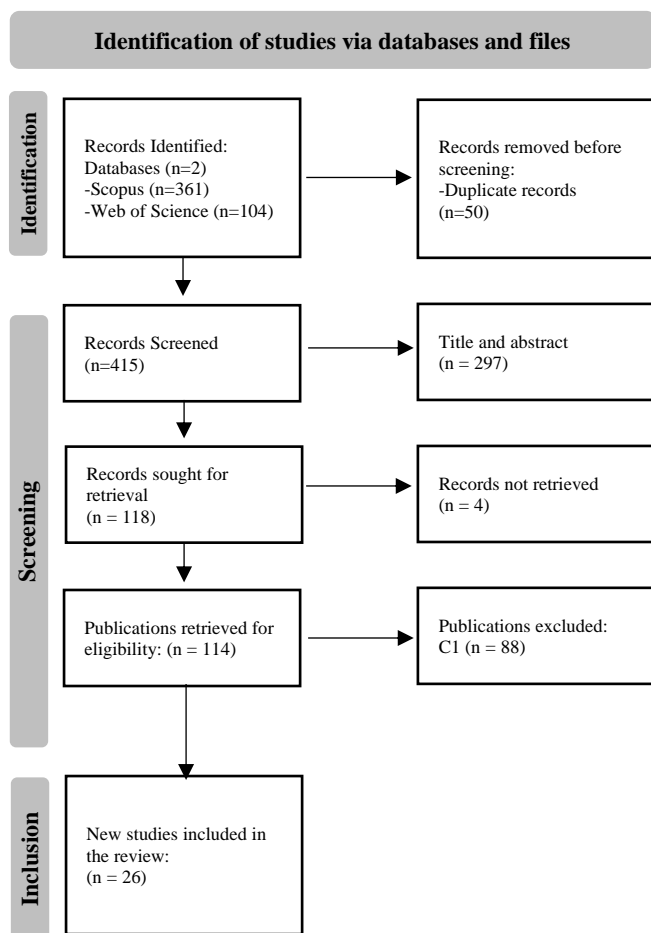 Identification of studies via databases and files
Identification
Records Identified:
Databases (n=2)
-Scopus (n=361)
-Web of Science (n=104)
Records removed before
screening:
-Duplicate records
(n=50)
Screening
Records Screened
(n=415)
Title and abstract
(n = 297)
Records sought for
retrieval
(n = 118)
Records not retrieved
(n = 4)
Publications retrieved for
eligibility: (n = 114)
Publications excluded:
C1 (n = 88)
Inclusion
New studies included in
the review:
(n = 26)